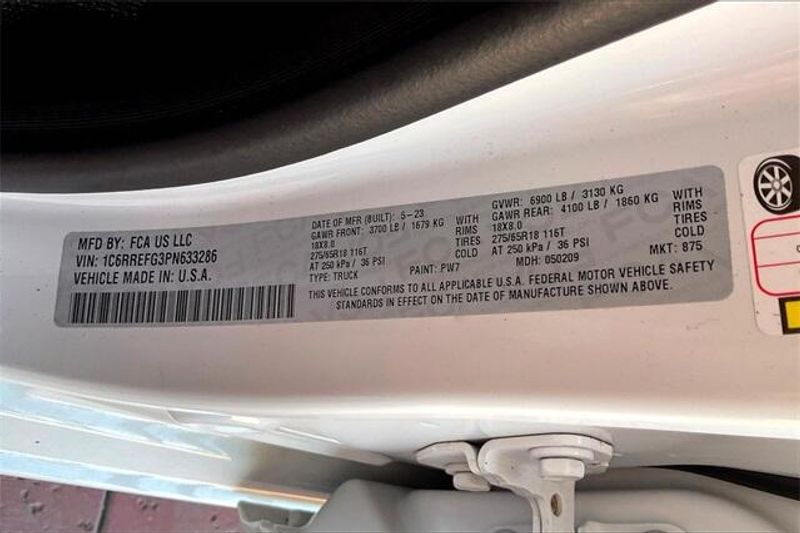 MFD BY: FCA US LLC
VIN: 1C6RREFG3PN633286
VEHICLE MADE IN: U.S.A.
DATE OF MFR (BUILT): 5-23
GAWR FRONT: 3700 LB / 1679 KG WITH
18X8.0 RIMS
275/65R18 116T TIRES
AT 250 kPa / 36 PSI COLD
TYPE: TRUCK PAINT: PW7
GVWR: 6900 LB / 3130 KG
GAWR REAR: 4100 LB / 1860 KG WITH
18X8.0 RIMS
275/65R18 116T TIRES
AT 250 kPa / 36 PSI COLD
MDH: 050209 MKT: 875
THIS VEHICLE CONFORMS TO ALL APPLICABLE U.S.A. FEDERAL MOTOR VEHICLE SAFETY
STANDARDS IN EFFECT ON THE DATE OF MANUFACTURE SHOWN ABOVE.